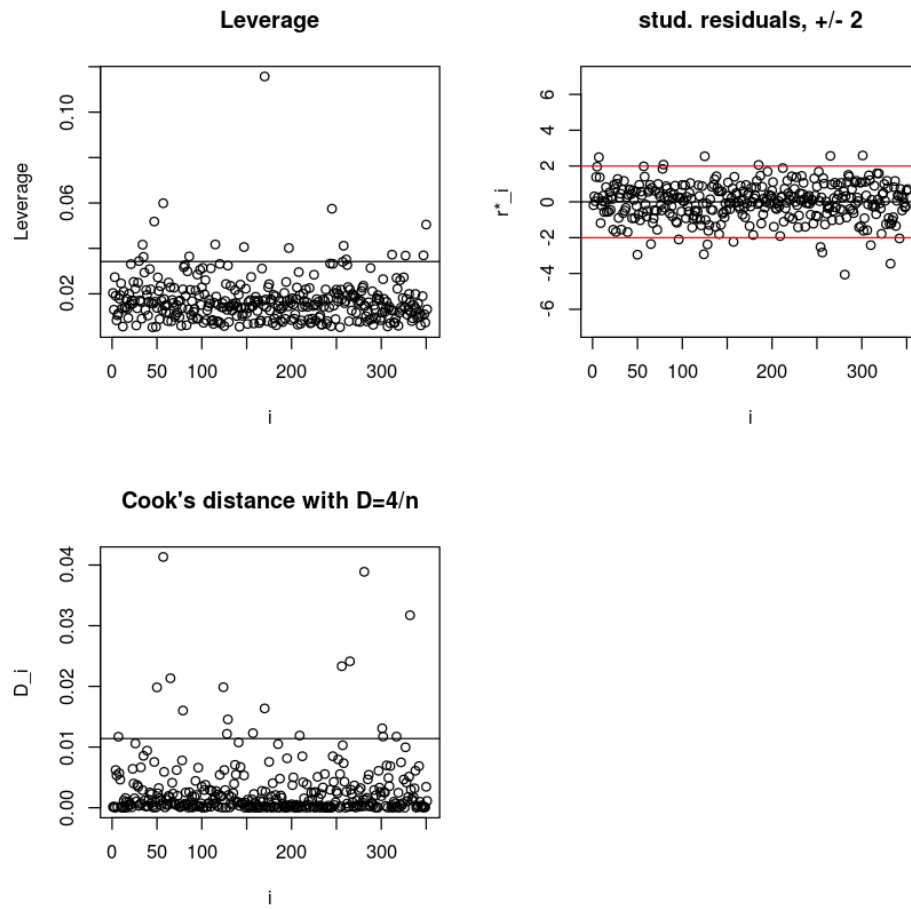 Leverage
Leverage
0.02 0.06 0.10
0 50 100 200 300
i
stud. residuals, +/- 2
r*_i
-6 -4 -2 0 2 4 6
0 50 100 200 300
i
Cook's distance with D=4/n
D_i
0.00 0.01 0.02 0.03 0.04
0 50 100 200 300
i